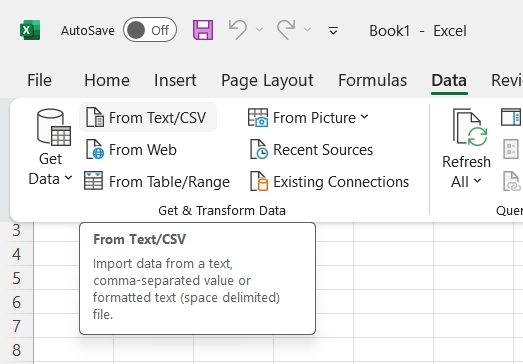 AutoSave Off Book1 - Excel
File Home Insert Page Layout Formulas Data Revi
Get Data
From Text/CSV
From Web
From Table/Range
From Picture
Recent Sources
Existing Connections
Get & Transform Data
Refresh All
Quer
3
From Text/CSV
Import data from a text,
comma-separated value or
formatted text (space delimited)
file.
4
5
6
7
8